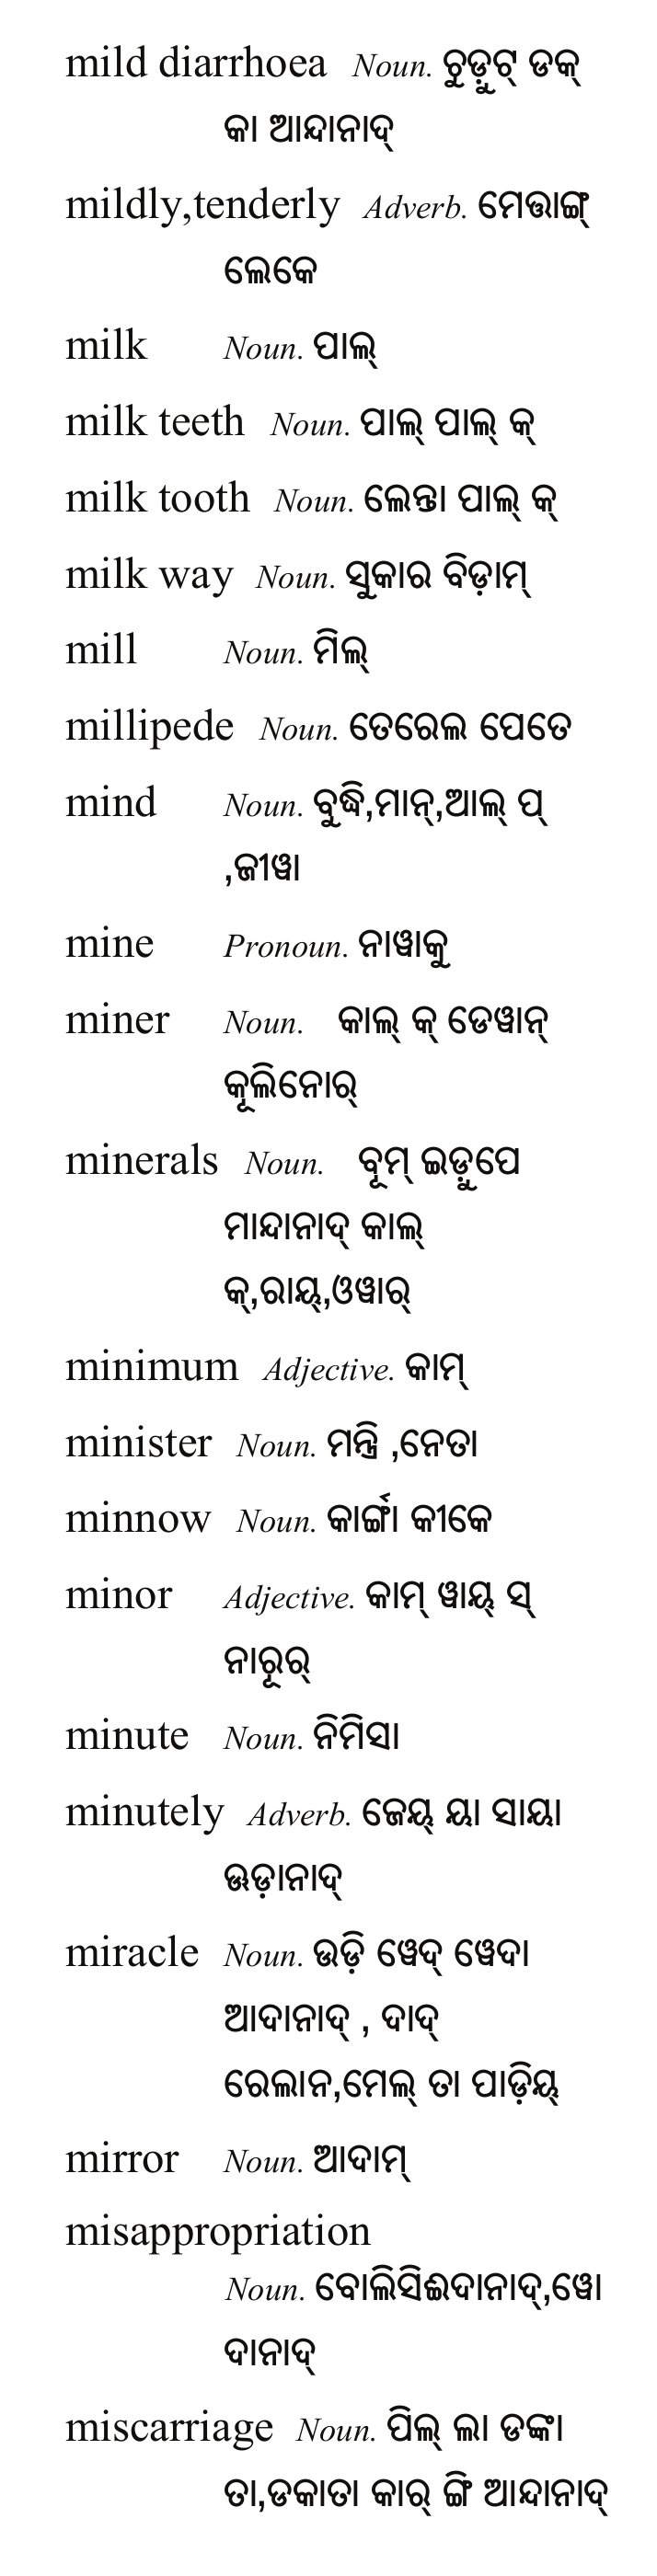 mild diarrhoea Noun. ଚୁଡ଼ୁଟ୍ ଡକ୍
କା ଆନ୍ଦାନାଦ୍
mildly,tenderly Adverb. ମେତ୍ତାଙ୍ଗ୍
ଲେକେ
milk Noun. ପାଲ୍
milk teeth Noun. ପାଲ୍ ପାଲ୍ କ୍
milk tooth Noun. ଲେନ୍ତା ପାଲ୍ କ୍
milk way Noun. ସୁକାର ବିଡ଼ାମ୍
mill Noun. ମିଲ୍
millipede Noun. ତେରେଲ ପେତେ
mind Noun. ବୁଦ୍ଧି,ମାନ୍,ଆଲ୍ ପ୍
,ଜୀୱା
mine Pronoun. ନାୱାକୁ
miner Noun. କାଲ୍ କ୍ ଡେୱାନ୍
କୂଲିନୋର୍
minerals Noun. ବୂମ୍ ଇଡ଼ୁପେ
ମାନ୍ଦାନାଦ୍ କାଲ୍
କ୍,ରାୟ୍,ଓୱାର୍
minimum Adjective. କାମ୍
minister Noun. ମନ୍ତ୍ରି ,ନେତା
minnow Noun. କାର୍ଙ୍ଗା କୀକେ
minor Adjective. କାମ୍ ୱାୟ୍ ସ୍
ନାରୂର୍
minute Noun. ନିମିସା
minutely Adverb. ଜେୟ୍ ୟା ସାୟା
ଊଡ଼ାନାଦ୍
miracle Noun. ଉଡ଼ି ୱେଦ୍ ୱେଦା
ଆଦାନାଦ୍ , ଦାଦ୍
ରେଲାନ,ମେଲ୍ ତା ପାଡ଼ିୟ୍
mirror Noun. ଆଦାମ୍
misappropriation
Noun. ବୋଲିସିଈଦାନାଦ୍,ୱୋ
ଦାନାଦ୍
miscarriage Noun. ପିଲ୍ ଲା ଡଙ୍କା
ତା,ଡକାତା କାର୍ ଙ୍ଗି ଆନ୍ଦାନାଦ୍